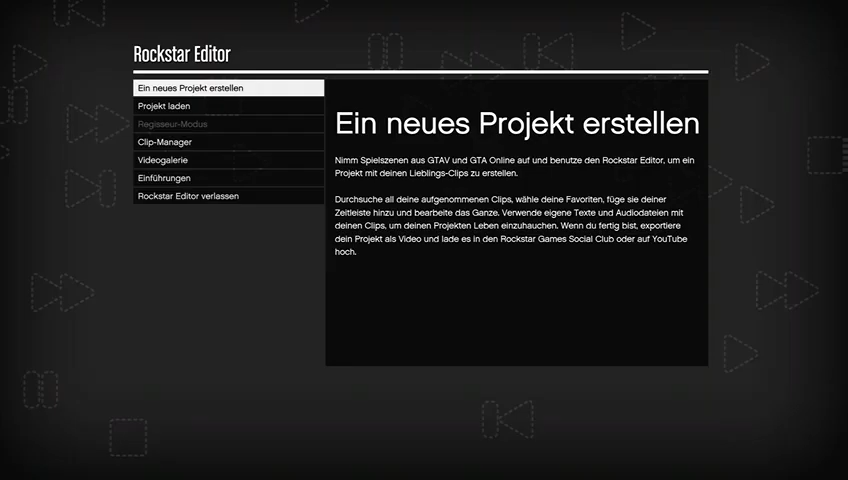 Rockstar Editor
Ein neues Projekt erstellen
Projekt laden
Regisseur-Modus
Clip-Manager
Videogalerie
Einführungen
Rockstar Editor verlassen
Ein neues Projekt erstellen
Nimm Spielszenen aus GTAV und GTA Online auf und benutze den Rockstar Editor, um ein
Projekt mit deinen Lieblings-Clips zu erstellen.
Durchsuche all deine aufgenommenen Clips, wähle deine Favoriten, füge sie deiner
Zeitleiste hinzu und bearbeite das Ganze. Verwende eigene Texte und Audiodateien mit
deinen Clips, um deinen Projekten Leben einzuhauchen. Wenn du fertig bist, exportiere
dein Projekt als Video und lade es in den Rockstar Games Social Club oder auf YouTube
hoch.